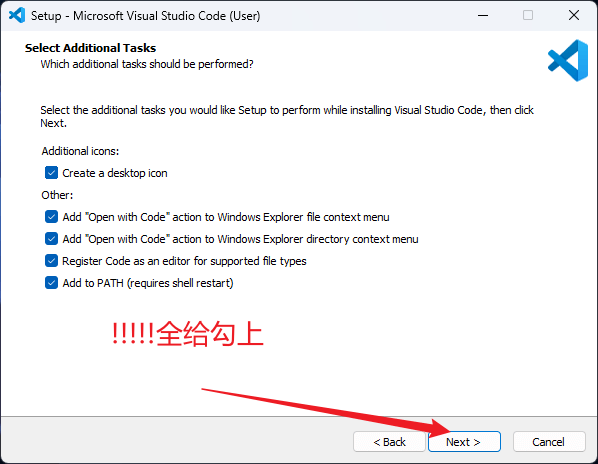 Setup - Microsoft Visual Studio Code (User)
Select Additional Tasks
Which additional tasks should be performed?
Select the additional tasks you would like Setup to perform while installing Visual Studio Code, then click
Next.
Additional icons:
Create a desktop icon
Other:
Add "Open with Code" action to Windows Explorer file context menu
Add "Open with Code" action to Windows Explorer directory context menu
Register Code as an editor for supported file types
Add to PATH (requires shell restart)
!!!!!全给勾上
< Back
Next >
Cancel